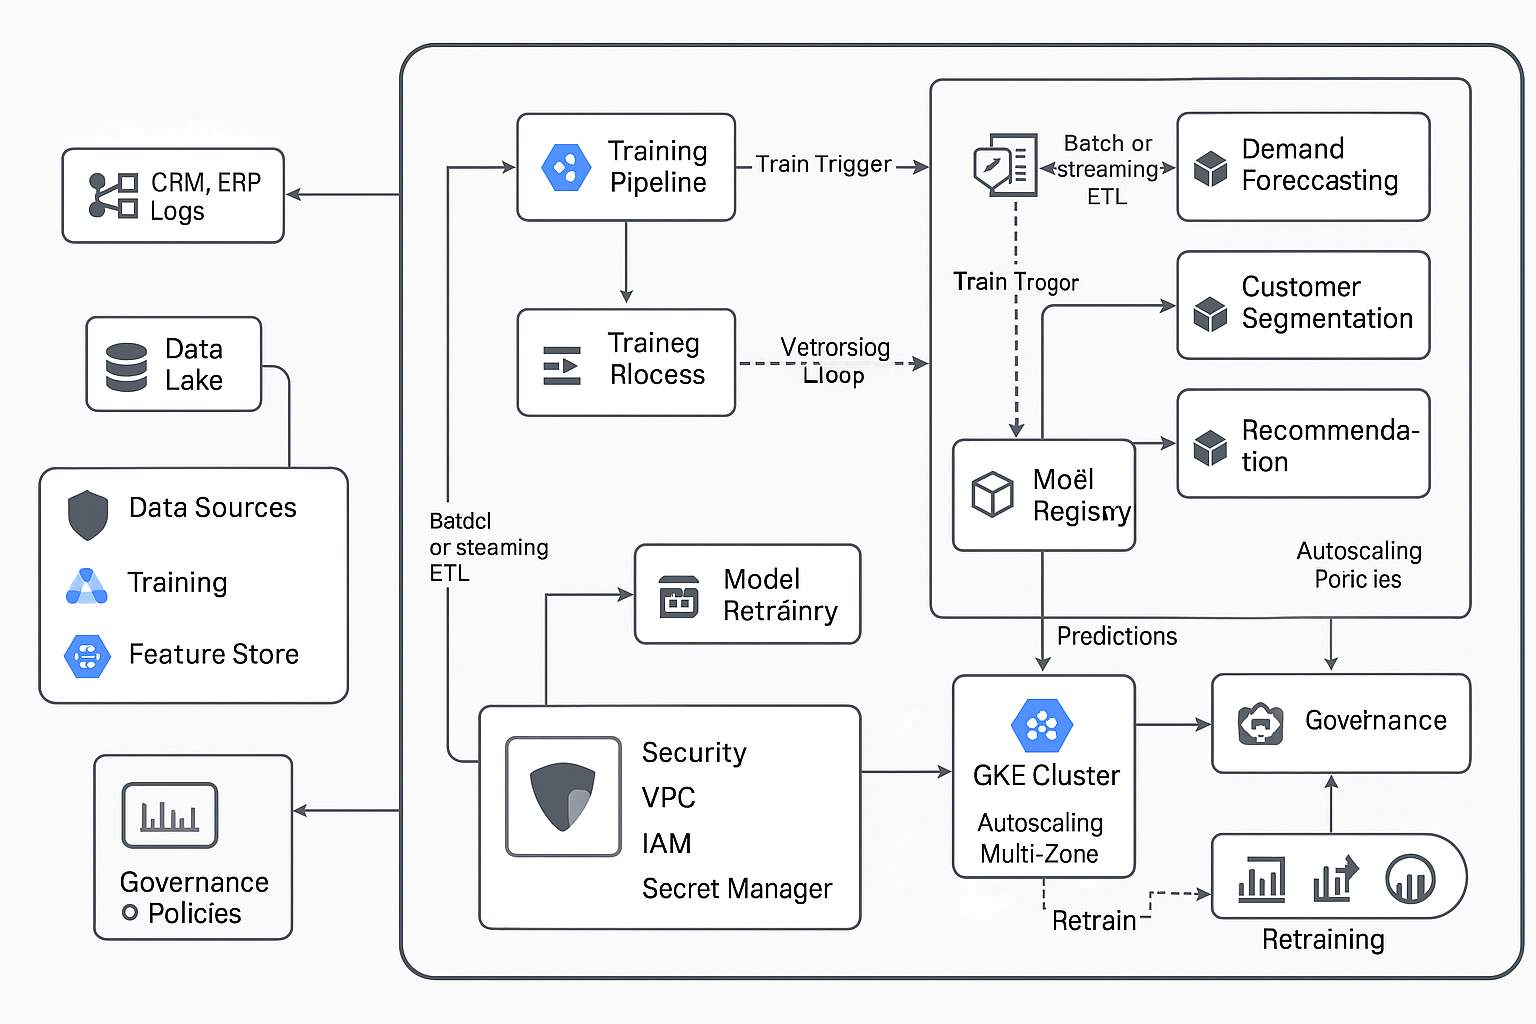 CRM, ERP
Logs
Data
Lake
Data Sources
Training
Feature Store
Governance
Policies
Training
Pipeline
Train Trigger
Traineg
Rlocess
Vetrorsiog
Lloop
Batdcl
or steaming
ETL
Model
Retráinry
Security
VPC
IAM
Secret Manager
Batch or
streaming
ETL
Train Trogor
Demand
Foreccasting
Customer
Segmentation
Recommenda-
tion
Moël
Regisry
Autoscaling
Poric ies
Predictions
GKE Cluster
Autoscaling
Multi-Zone
Governance
Retrain
Retraining